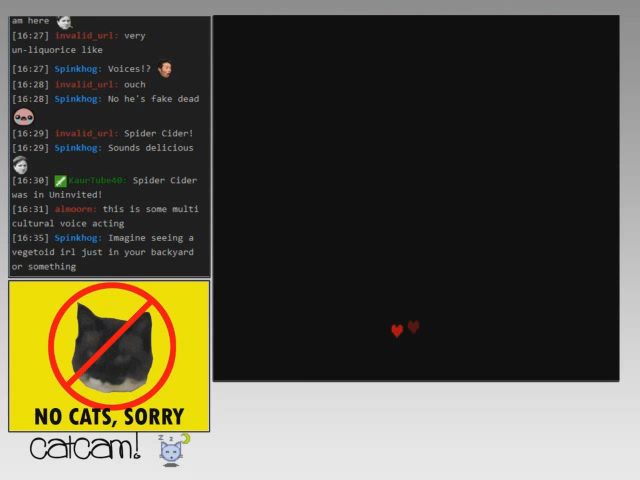 am here
[16:27] invalid_url: very
un-liquorice like
[16:27] Spinkhog: Voices!?
[16:28] invalid_url: ouch
[16:28] Spinkhog: No he's fake dead
[16:29] invalid_url: Spider Cider!
[16:29] Spinkhog: Sounds delicious
[16:30] KaurTube40: Spider Cider
was in Uninvited!
[16:31] almoorn: this is some multi
cultural voice acting
[16:35] Spinkhog: Imagine seeing a
vegetoid irl just in your backyard
or something
NO CATS, SORRY
catcam!
z z z